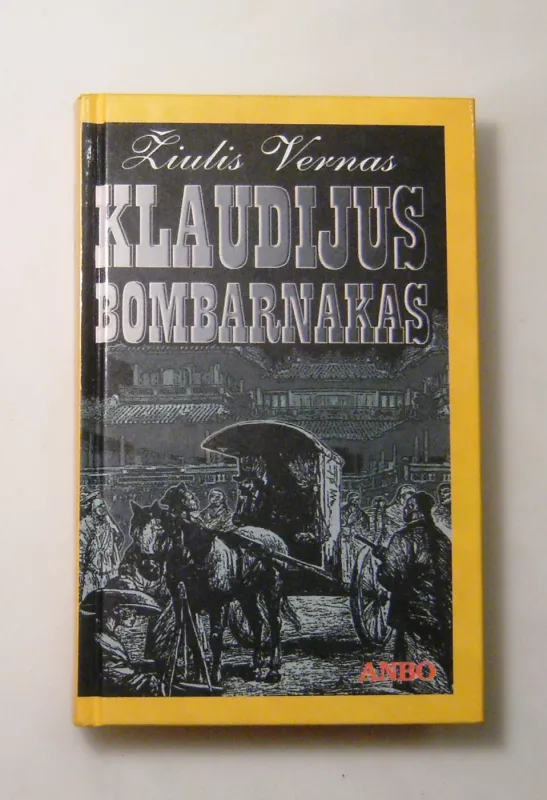 Žiulis Vernas
KLAUDIJUS
BOMBARNAKAS
ANBO